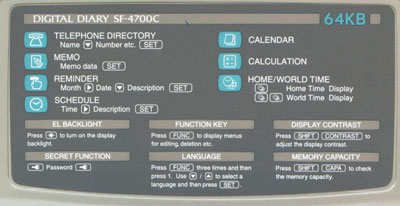 DIGITAL DIARY SF-4700C
64KB
TELEPHONE DIRECTORY
Name ▼ Number etc. SET
MEMO
Memo data SET
REMINDER
Month ▶ Date ▼ Description SET
SCHEDULE
Time ▶ Description SET
CALENDAR
CALCULATION
HOME/WORLD TIME
Home Time Display
World Time Display
EL BACKLIGHT
Press to turn on the display
backlight.
FUNCTION KEY
Press FUNC to display menus
for editing, deletion etc.
DISPLAY CONTRAST
Press SHIFT CONTRAST to
adjust the display contrast.
SECRET FUNCTION
Password
LANGUAGE
Press FUNC three times and then
press 1. Use ▼ / ▲ to select a
language and then press SET.
MEMORY CAPACITY
Press SHIFT CAPA to check
the memory capacity.